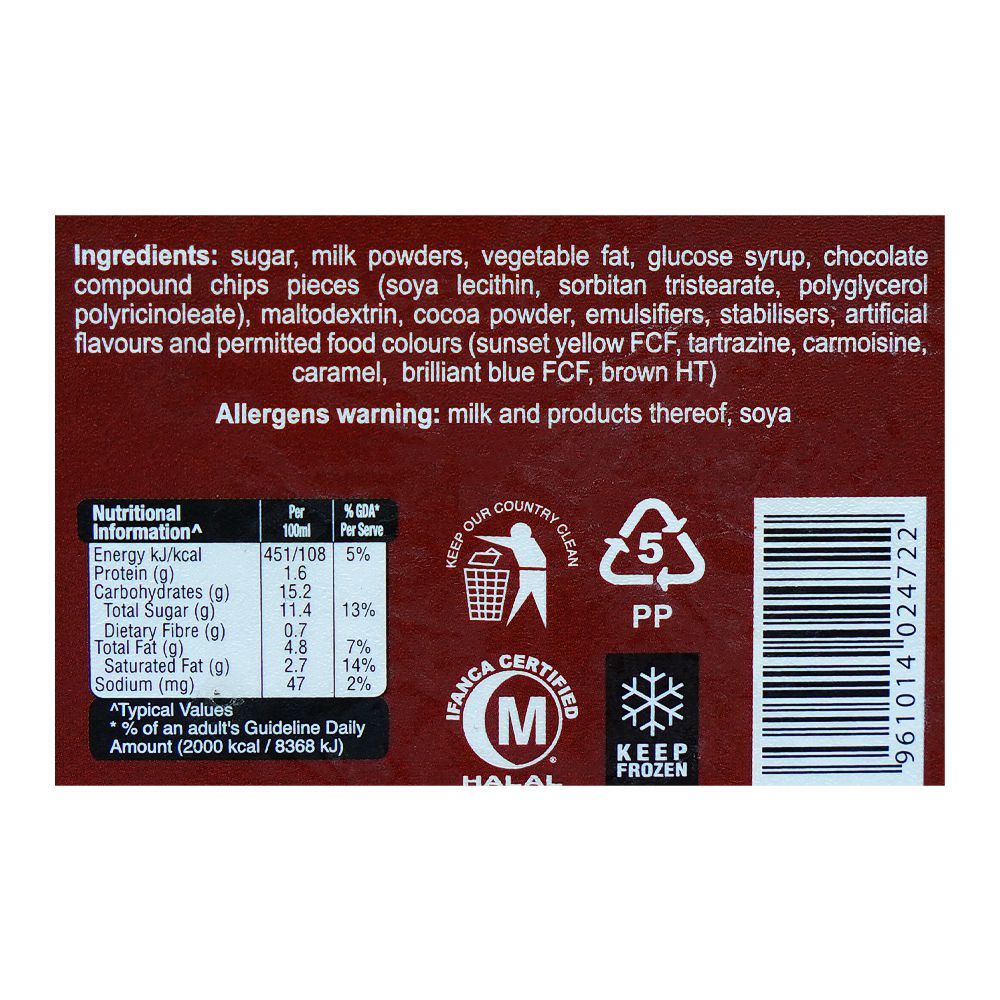 Ingredients: sugar, milk powders, vegetable fat, glucose syrup, chocolate
compound chips pieces (soya lecithin, sorbitan tristearate, polyglycerol
polyricinoleate), maltodextrin, cocoa powder, emulsifiers, stabilisers, artificial
flavours and permitted food colours (sunset yellow FCF, tartrazine, carmoisine,
caramel, brilliant blue FCF, brown HT)
Allergens warning: milk and products thereof, soya
Nutritional Information^ Per 100ml % GDA* Per Serve
Energy kJ/kcal 451/108 5%
Protein (g) 1.6
Carbohydrates (g) 15.2
Total Sugar (g) 11.4 13%
Dietary Fibre (g) 0.7
Total Fat (g) 4.8 7%
Saturated Fat (g) 2.7 14%
Sodium (mg) 47 2%
^Typical Values
* % of an adult's Guideline Daily
Amount (2000 kcal / 8368 kJ)
KEEP OUR COUNTRY CLEAN
5
PP
IFANCA CERTIFIED
M
®
HALAL
KEEP
FROZEN
961014 024722